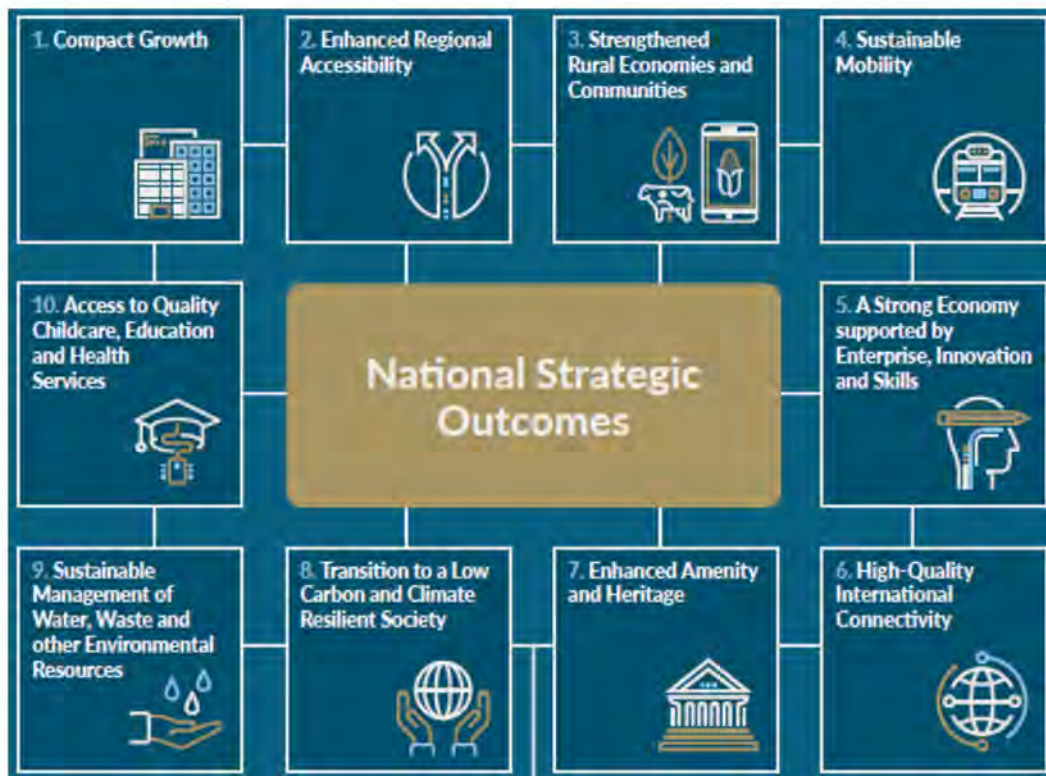 1. Compact Growth
2. Enhanced Regional
Accessibility
3. Strengthened
Rural Economies and
Communities
4. Sustainable
Mobility
10. Access to Quality
Childcare, Education
and Health
Services
National Strategic
Outcomes
5. A Strong Economy
supported by
Enterprise, Innovation
and Skills
9. Sustainable
Management of
Water, Waste and
other Environmental
Resources
8. Transition to a Low
Carbon and Climate
Resilient Society
7. Enhanced Amenity
and Heritage
6. High-Quality
International
Connectivity